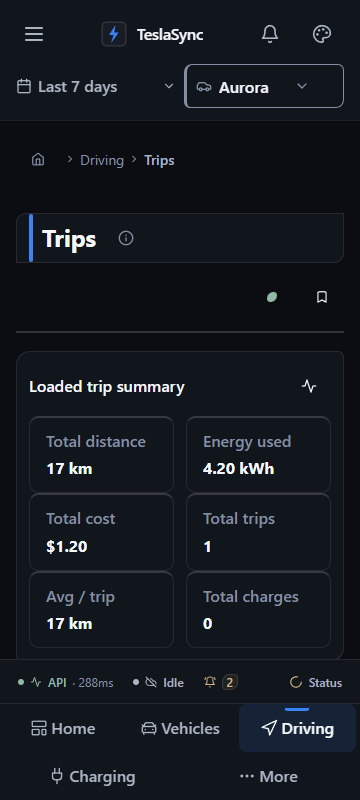 TeslaSync
Last 7 days
Aurora
Driving
Trips
Trips
Loaded trip summary
Total distance
17 km
Energy used
4.20 kWh
Total cost
$1.20
Total trips
1
Avg / trip
17 km
Total charges
0
API · 288ms
Idle
2
Status
Home
Vehicles
Driving
Charging
More